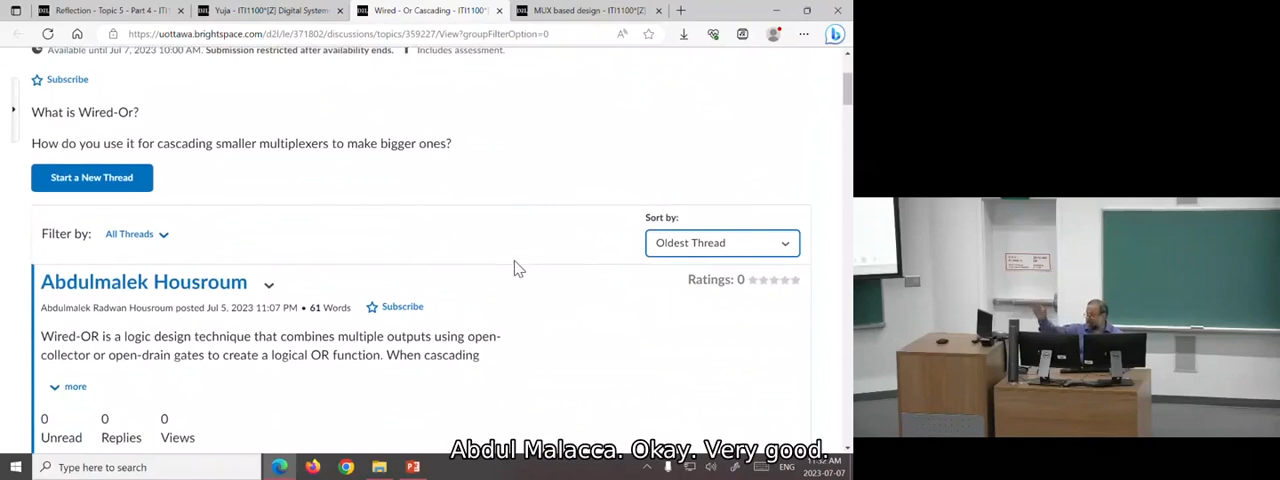 Reflection - Topic 5 - Part 4 - ITI1
Yuja - ITI1100*[Z] Digital System
Wired - Or Cascading - ITI1100*
MUX based design - ITI1100*[Z]
https://uottawa.brightspace.com/d2l/le/371802/discussions/topics/359227/View?groupFilterOption=0
Available until Jul 7, 2023 10:00 AM. Submission restricted after availability ends. Includes assessment.
Subscribe
What is Wired-Or?
How do you use it for cascading smaller multiplexers to make bigger ones?
Start a New Thread
Sort by:
Filter by: All Threads
Oldest Thread
Abdulmalek Housroum
Ratings: 0
Abdulmalek Radwan Housroum posted Jul 5, 2023 11:07 PM • 61 Words Subscribe
Wired-OR is a logic design technique that combines multiple outputs using open-
collector or open-drain gates to create a logical OR function. When cascading
more
0 0 0
Unread Replies Views
Abdul Malacca. Okay. Very good.
Type here to search
ENG
11:32 AM
2023-07-07